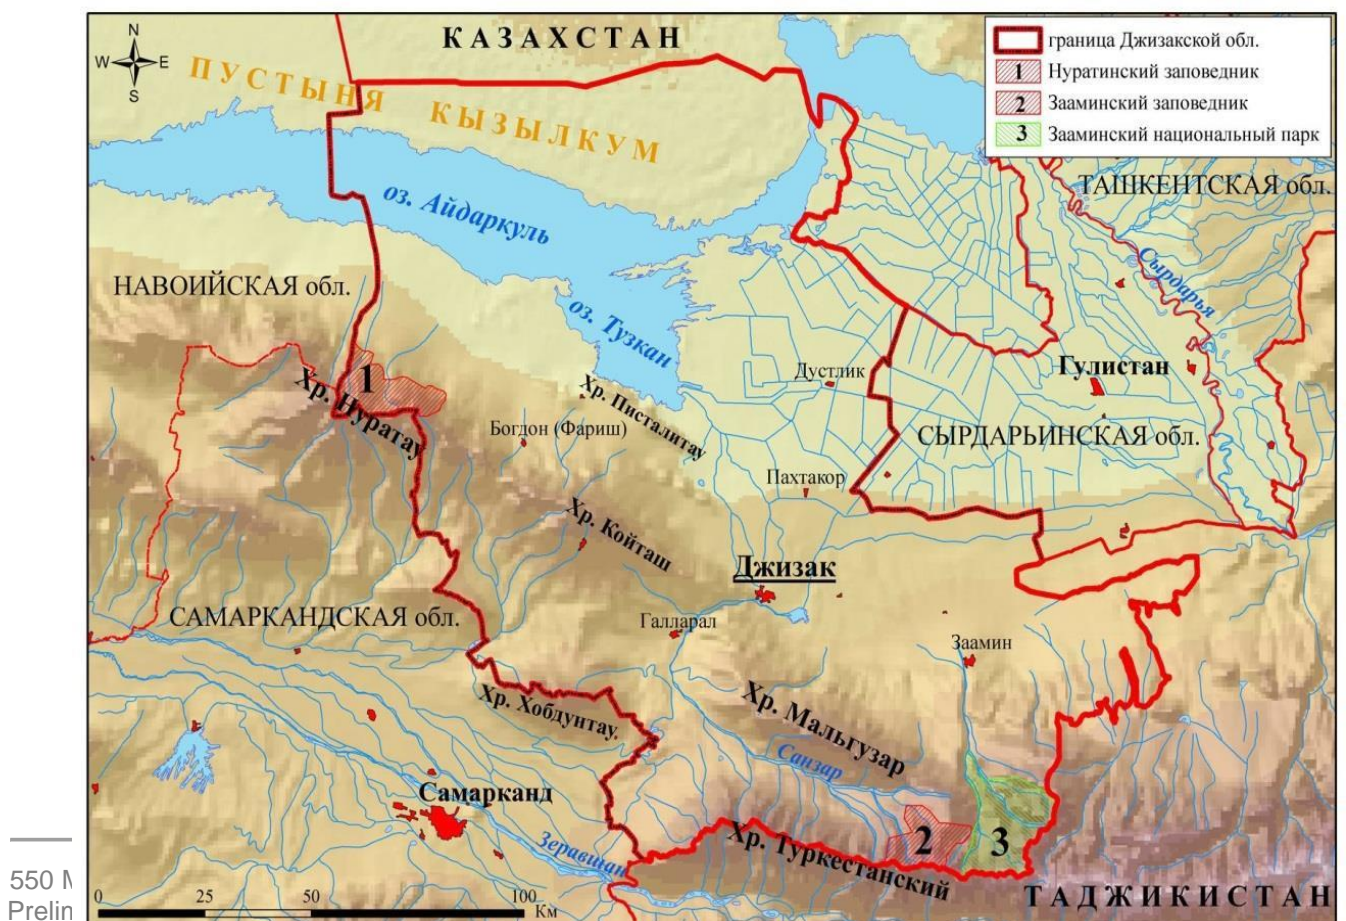 КАЗАХСТАН
N
W E
S
ПУСТЫНЯ КЫЗЫЛКУМ
граница Джизакской обл.
1 Нуратинский заповедник
2 Зааминский заповедник
3 Зааминский национальный парк
ТАШКЕНТСКАЯ обл.
оз. Айдаркуль
Сырдарья
НАВОИЙСКАЯ обл.
оз. Тузкан
Гулистан
Дустлик
1
Хр. Нуратау
Хр. Писталитау
Богдон (Фариш)
СЫРДАРЬИНСКАЯ обл.
Пахтакор
Хр. Койташ
Джизак
САМАРКАНДСКАЯ обл.
Галларал
Заамин
Хр. Хобдунтау
Хр. Мальгузар
Санзар
Самарканд
Зеравшан
Хр. Туркестанский
2
3
ТАДЖИКИСТАН
0 25 50 100
Км
550
Prelin